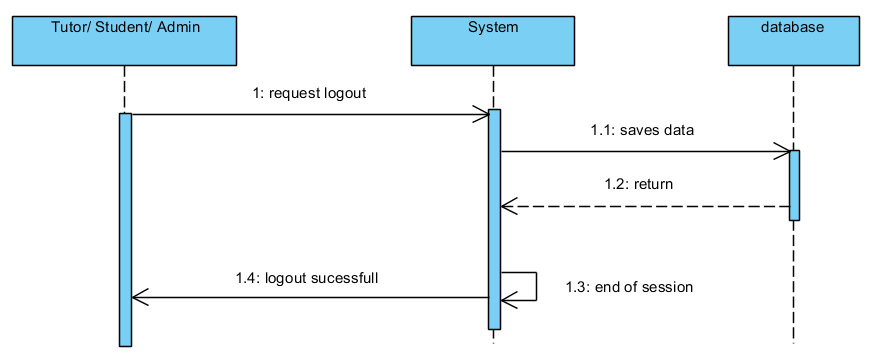 Tutor/ Student/ Admin
System
database
1: request logout
1.1: saves data
1.2: return
1.4: logout sucessfull
1.3: end of session